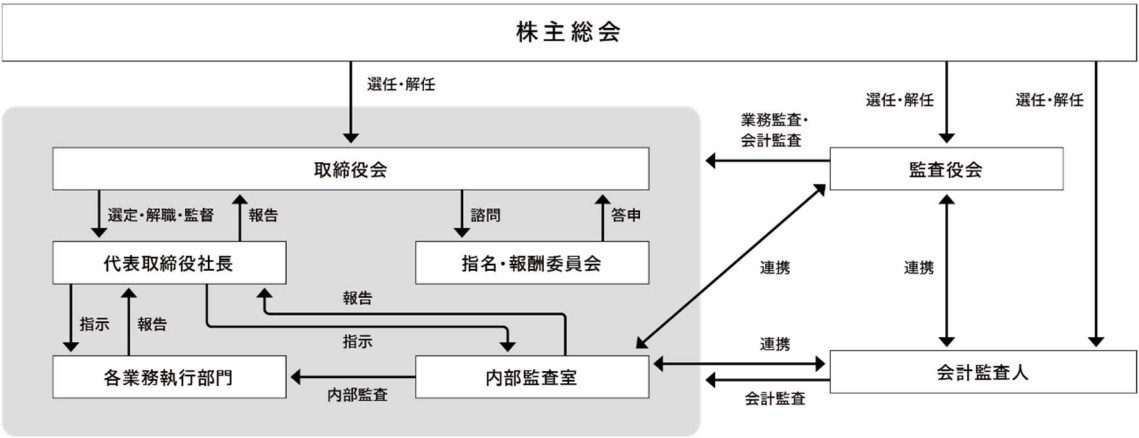 株主総会
選任・解任
選任・解任
選任・解任
業務監査・
会計監査
取締役会
監査役会
選定・解職・監督
報告
諮問
答申
代表取締役社長
指名・報酬委員会
連携
連携
指示
報告
報告
指示
連携
各業務執行部門
内部監査室
会計監査人
内部監査
会計監査